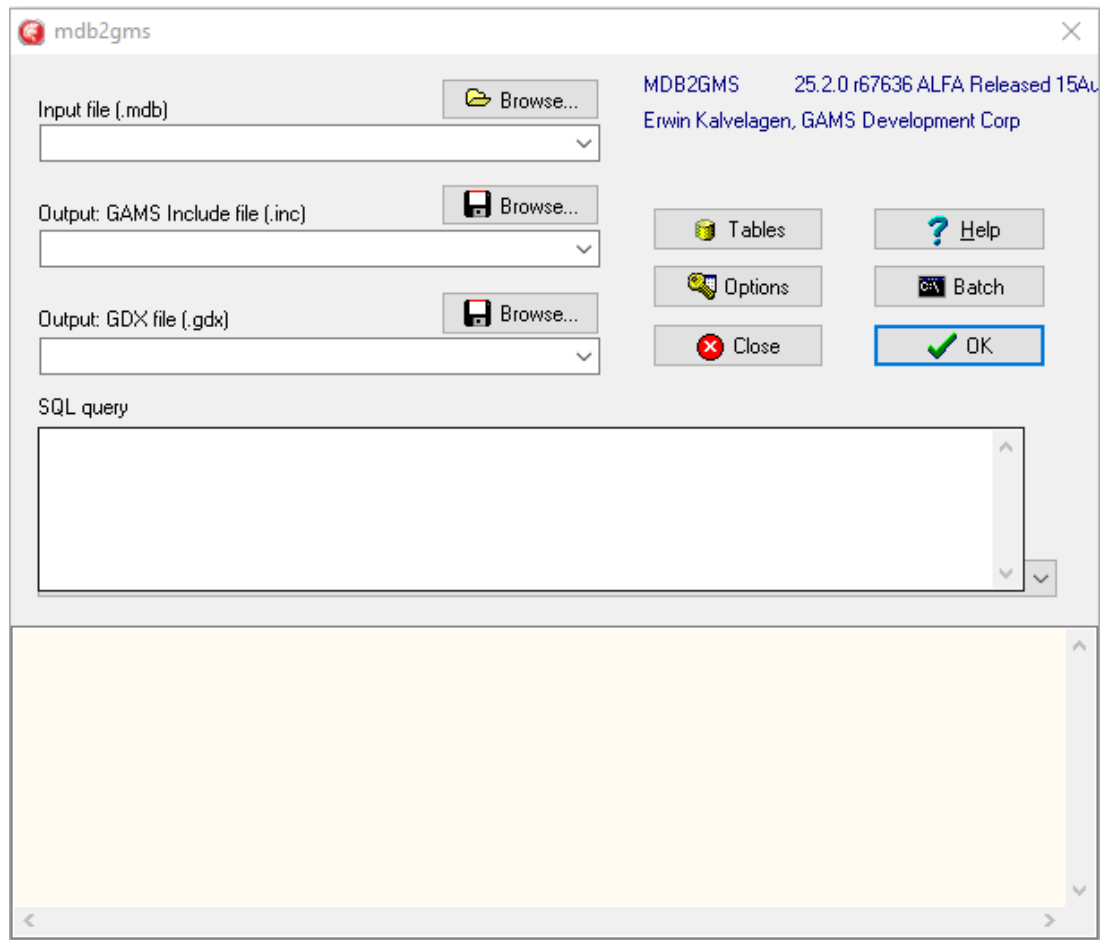 mdb2gms
Input file (.mdb)
Browse...
MDB2GMS 25.2.0 r67636 ALFA Released 15Au
Erwin Kalvelagen, GAMS Development Corp
Output: GAMS Include file (.inc)
Browse...
Tables
Help
Output: GDX file (.gdx)
Browse...
Options
Batch
Close
OK
SQL query